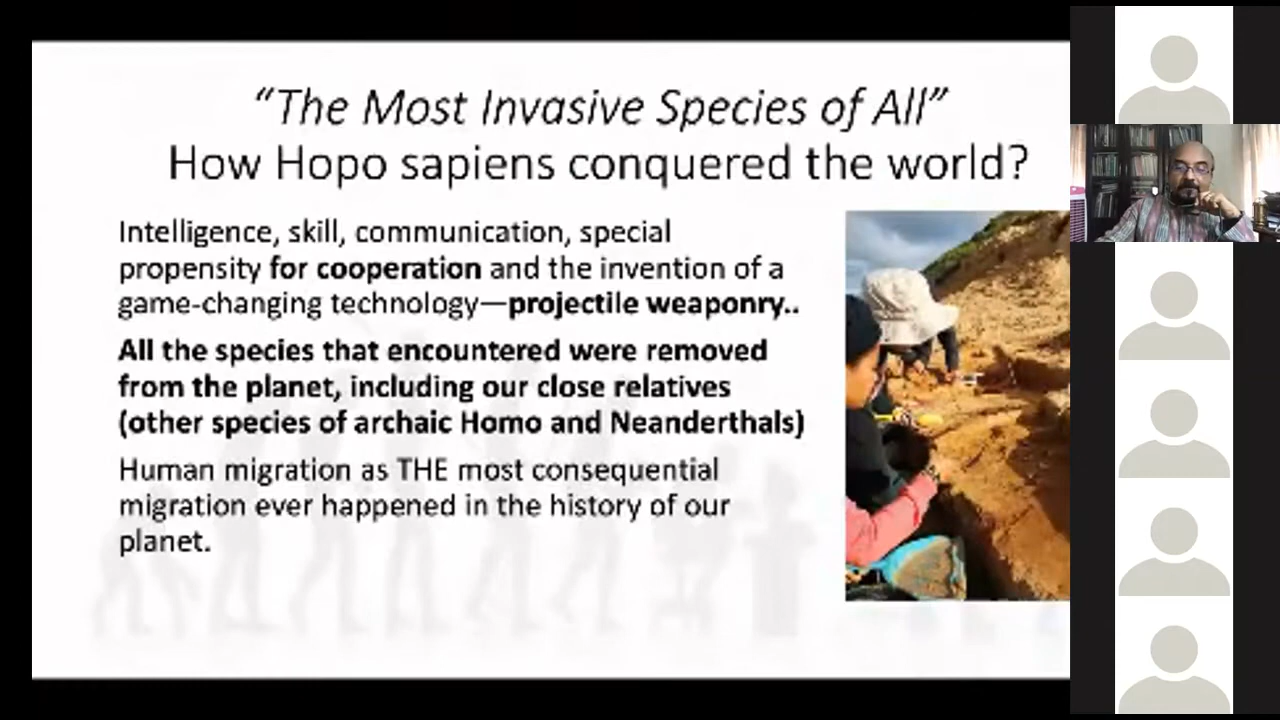 “The Most Invasive Species of All”
How Hopo sapiens conquered the world?
Intelligence, skill, communication, special
propensity for cooperation and the invention of a
game-changing technology—projectile weaponry..
All the species that encountered were removed
from the planet, including our close relatives
(other species of archaic Homo and Neanderthals)
Human migration as THE most consequential
migration ever happened in the history of our
planet.